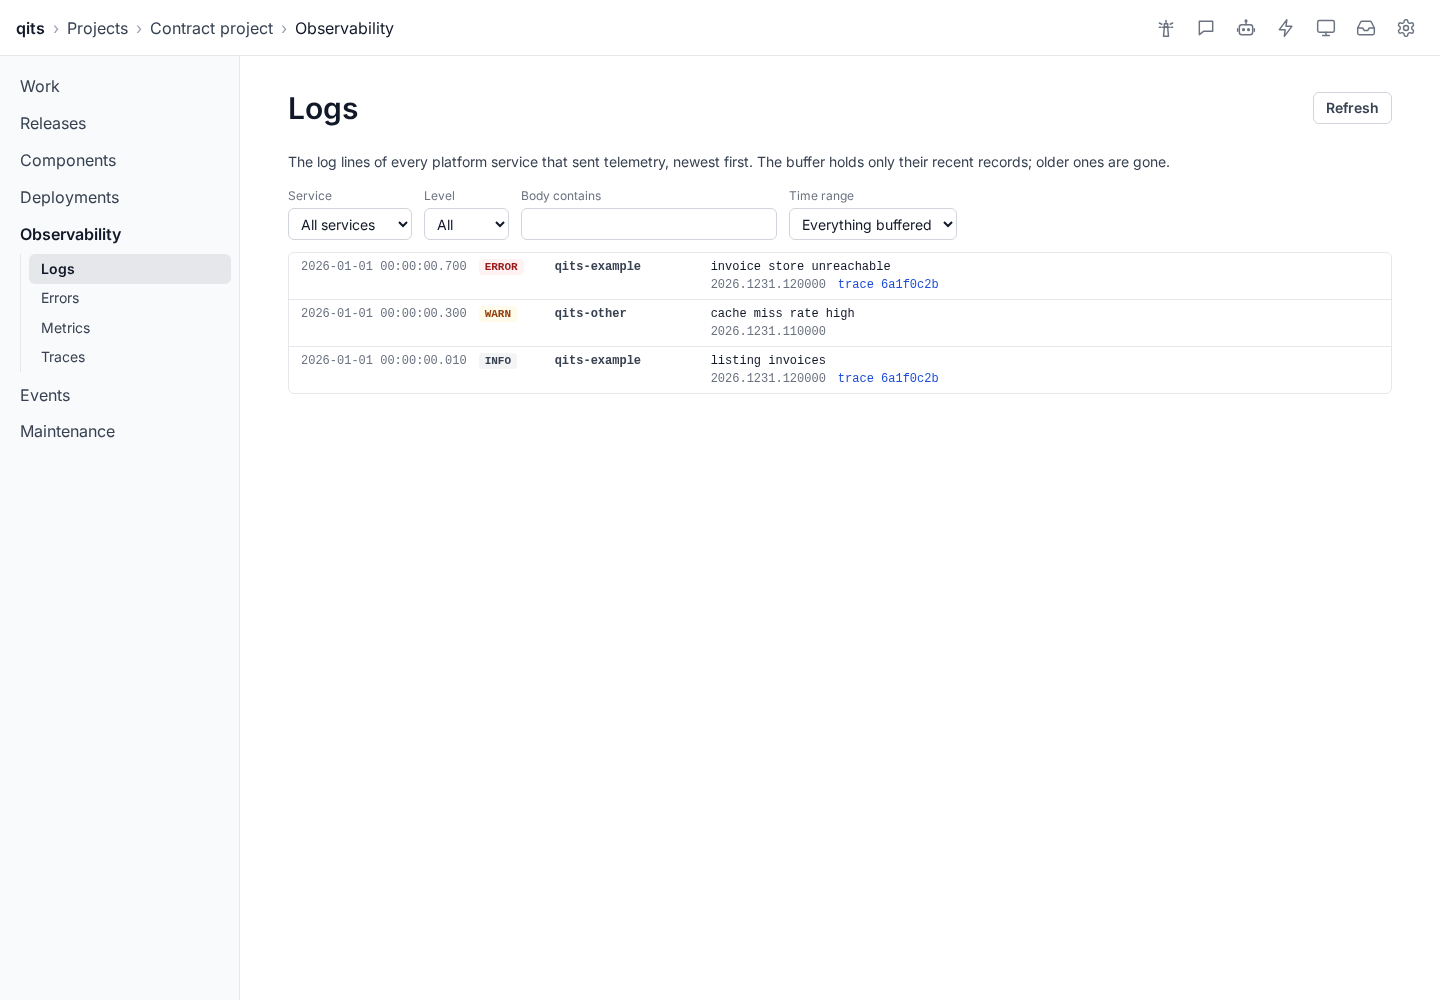 qits › Projects › Contract project › Observability
Work
Releases
Components
Deployments
Observability
Logs
Errors
Metrics
Traces
Events
Maintenance
Logs
Refresh
The log lines of every platform service that sent telemetry, newest first. The buffer holds only their recent records; older ones are gone.
Service Level Body contains Time range
All services All Everything buffered
2026-01-01 00:00:00.700 ERROR qits-example invoice store unreachable
2026.1231.120000 trace 6a1f0c2b
2026-01-01 00:00:00.300 WARN qits-other cache miss rate high
2026.1231.110000
2026-01-01 00:00:00.010 INFO qits-example listing invoices
2026.1231.120000 trace 6a1f0c2b